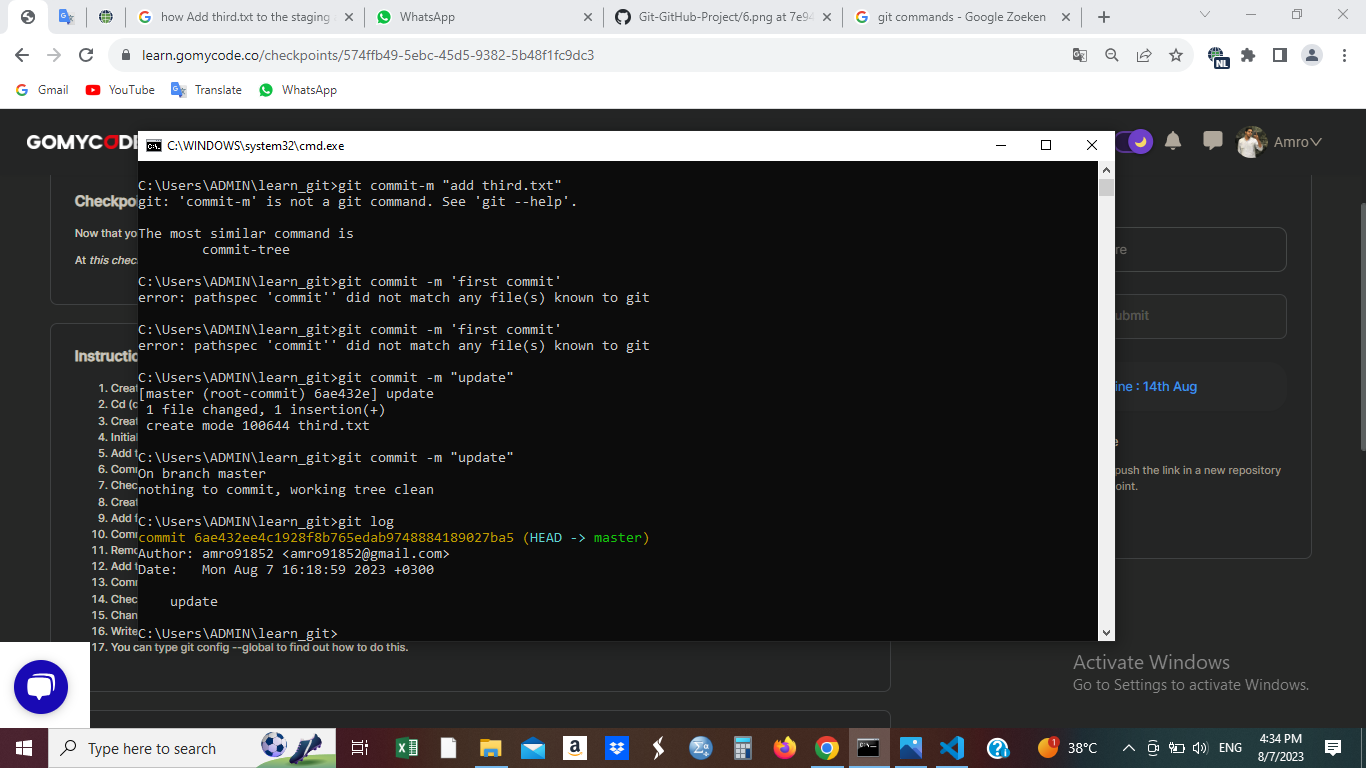 how Add third.txt to the staging
WhatsApp
Git-GitHub-Project/6.png at 7e94
git commands - Google Zoeken
learn.gomycode.co/checkpoints/574ffb49-5ebc-45d5-9382-5b48f1fc9dc3
NL
Gmail
YouTube
Translate
WhatsApp
GOMYCODE
Amro
C:\WINDOWS\system32\cmd.exe
C:\Users\ADMIN\learn_git>git commit-m "add third.txt"
git: 'commit-m' is not a git command. See 'git --help'.
The most similar command is
commit-tree
C:\Users\ADMIN\learn_git>git commit -m 'first commit'
error: pathspec 'commit'' did not match any file(s) known to git
C:\Users\ADMIN\learn_git>git commit -m 'first commit'
error: pathspec 'commit'' did not match any file(s) known to git
C:\Users\ADMIN\learn_git>git commit -m "update"
[master (root-commit) 6ae432e] update
1 file changed, 1 insertion(+)
create mode 100644 third.txt
C:\Users\ADMIN\learn_git>git commit -m "update"
On branch master
nothing to commit, working tree clean
C:\Users\ADMIN\learn_git>git log
commit 6ae432ee4c1928f8b765edab9748884189027ba5 (HEAD -> master)
Author: amro91852 <amro91852@gmail.com>
Date:   Mon Aug 7 16:18:59 2023 +0300
update
C:\Users\ADMIN\learn_git>
Checkpoi
Now that yo
At this chec
Instructio
1. Creat
2. Cd (c
3. Creat
4. Initial
5. Add t
6. Comm
7. Chec
8. Creat
9. Add f
10. Comm
11. Remo
12. Add t
13. Comm
14. Chec
15. Chan
16. Write
17. You can type git config --global to find out how to do this.
re
ubmit
ine : 14th Aug
e
push the link in a new repository
point.
Activate Windows
Go to Settings to activate Windows.
Type here to search
1
38°C
ENG
4:34 PM
8/7/2023